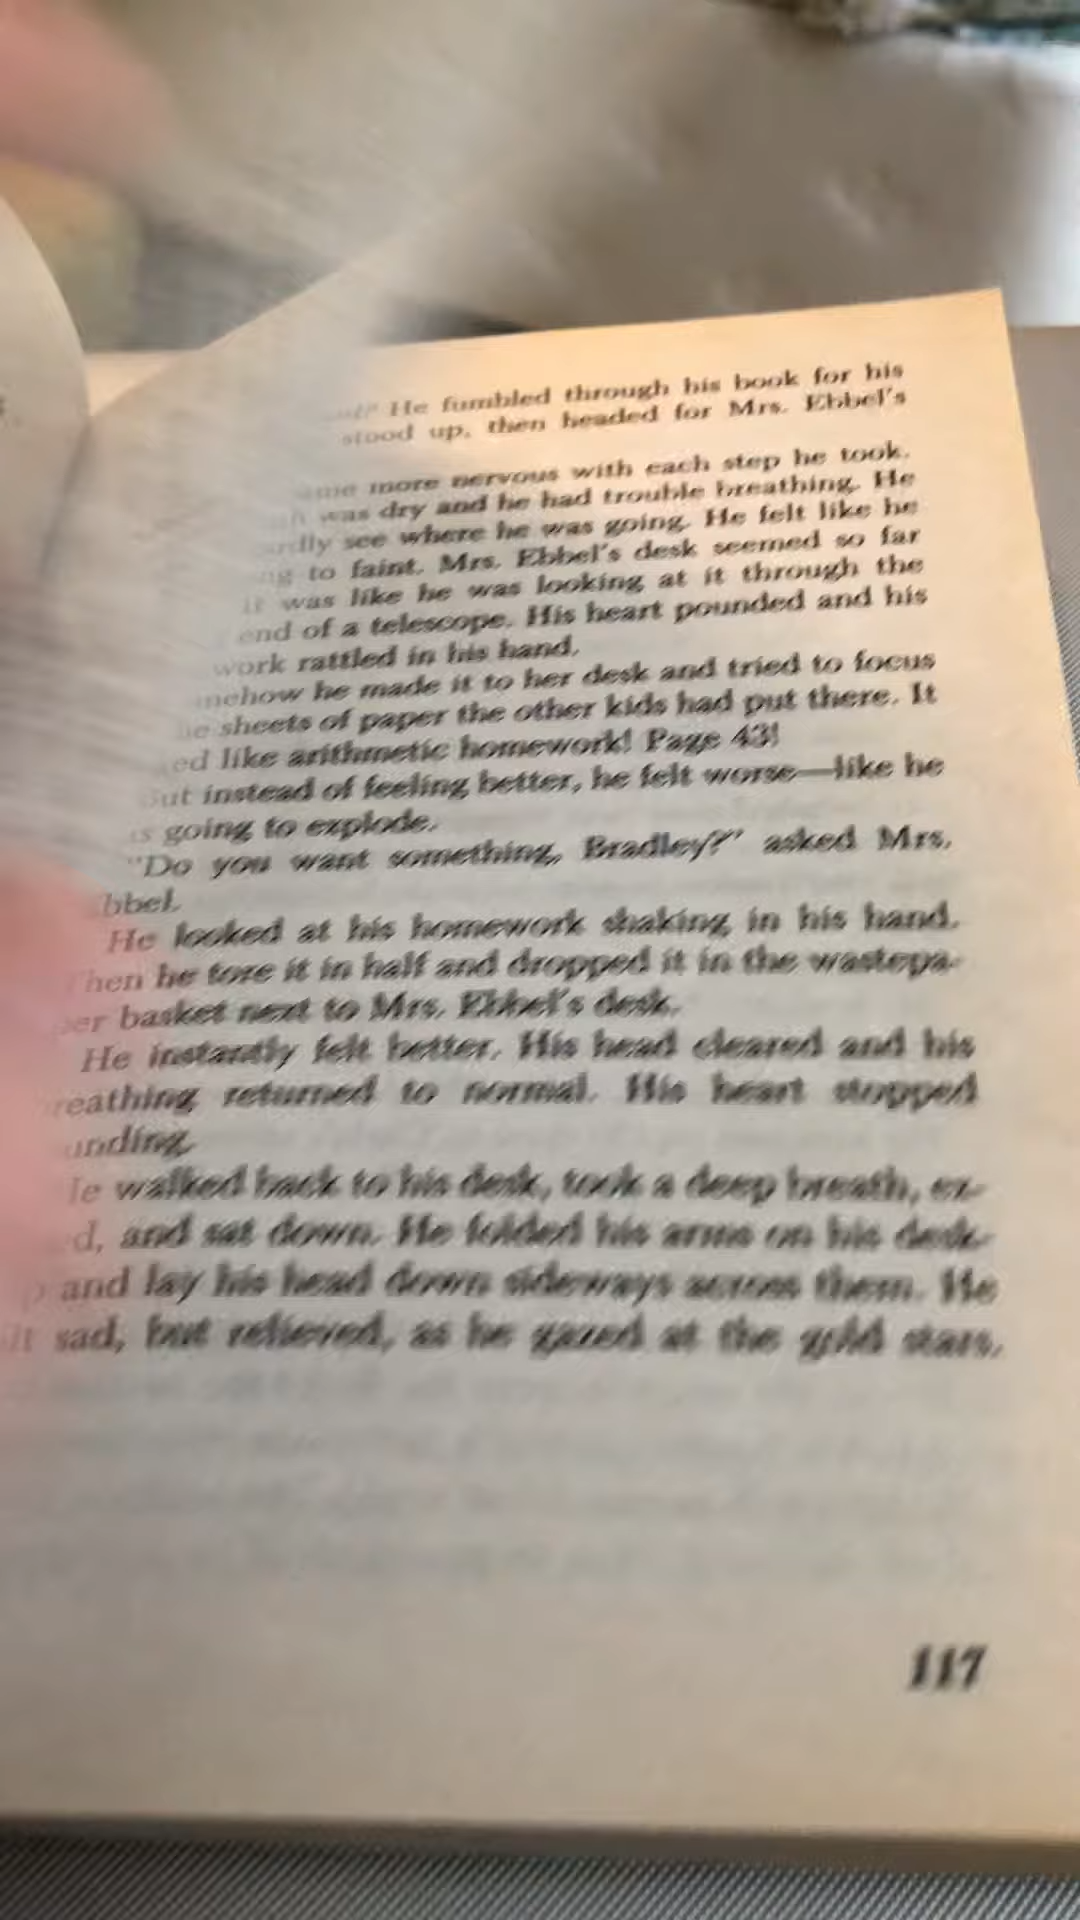 He fumbled through his book for his
stood up, then headed for Mrs. Ebbel's
more nervous with each step he took.
was dry and he had trouble breathing. He
see where he was going. He felt like he
to faint. Mrs. Ebbel's desk seemed so far
It was like he was looking at it through the
end of a telescope. His heart pounded and his
work rattled in his hand.
he made it to her desk and tried to focus
sheets of paper the other kids had put there. It
like arithmetic homework! Page 43!
But instead of feeling better, he felt worse—like he
going to explode.
"Do you want something, Bradley?" asked Mrs.
bbel.
He looked at his homework shaking in his hand.
Then he tore it in half and dropped it in the wastepa-
per basket next to Mrs. Ebbel's desk.
He instantly felt better. His head cleared and his
reathing returned to normal. His heart stopped
unding.
He walked back to his desk, took a deep breath, ex-
d, and sat down. He folded his arms on his desk-
and lay his head down sideways across them. He
sad, but relieved, as he gazed at the gold stars.
117